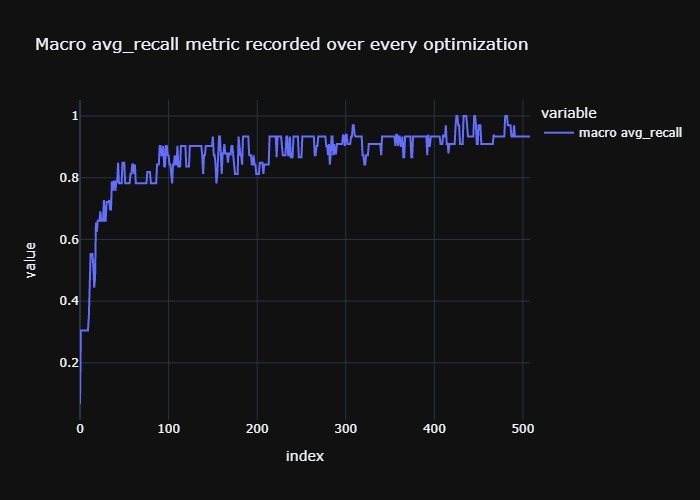 Macro avg_recall metric recorded over every optimization
variable
macro avg_recall
value
1
0.8
0.6
0.4
0.2
0
100
200
300
400
500
index